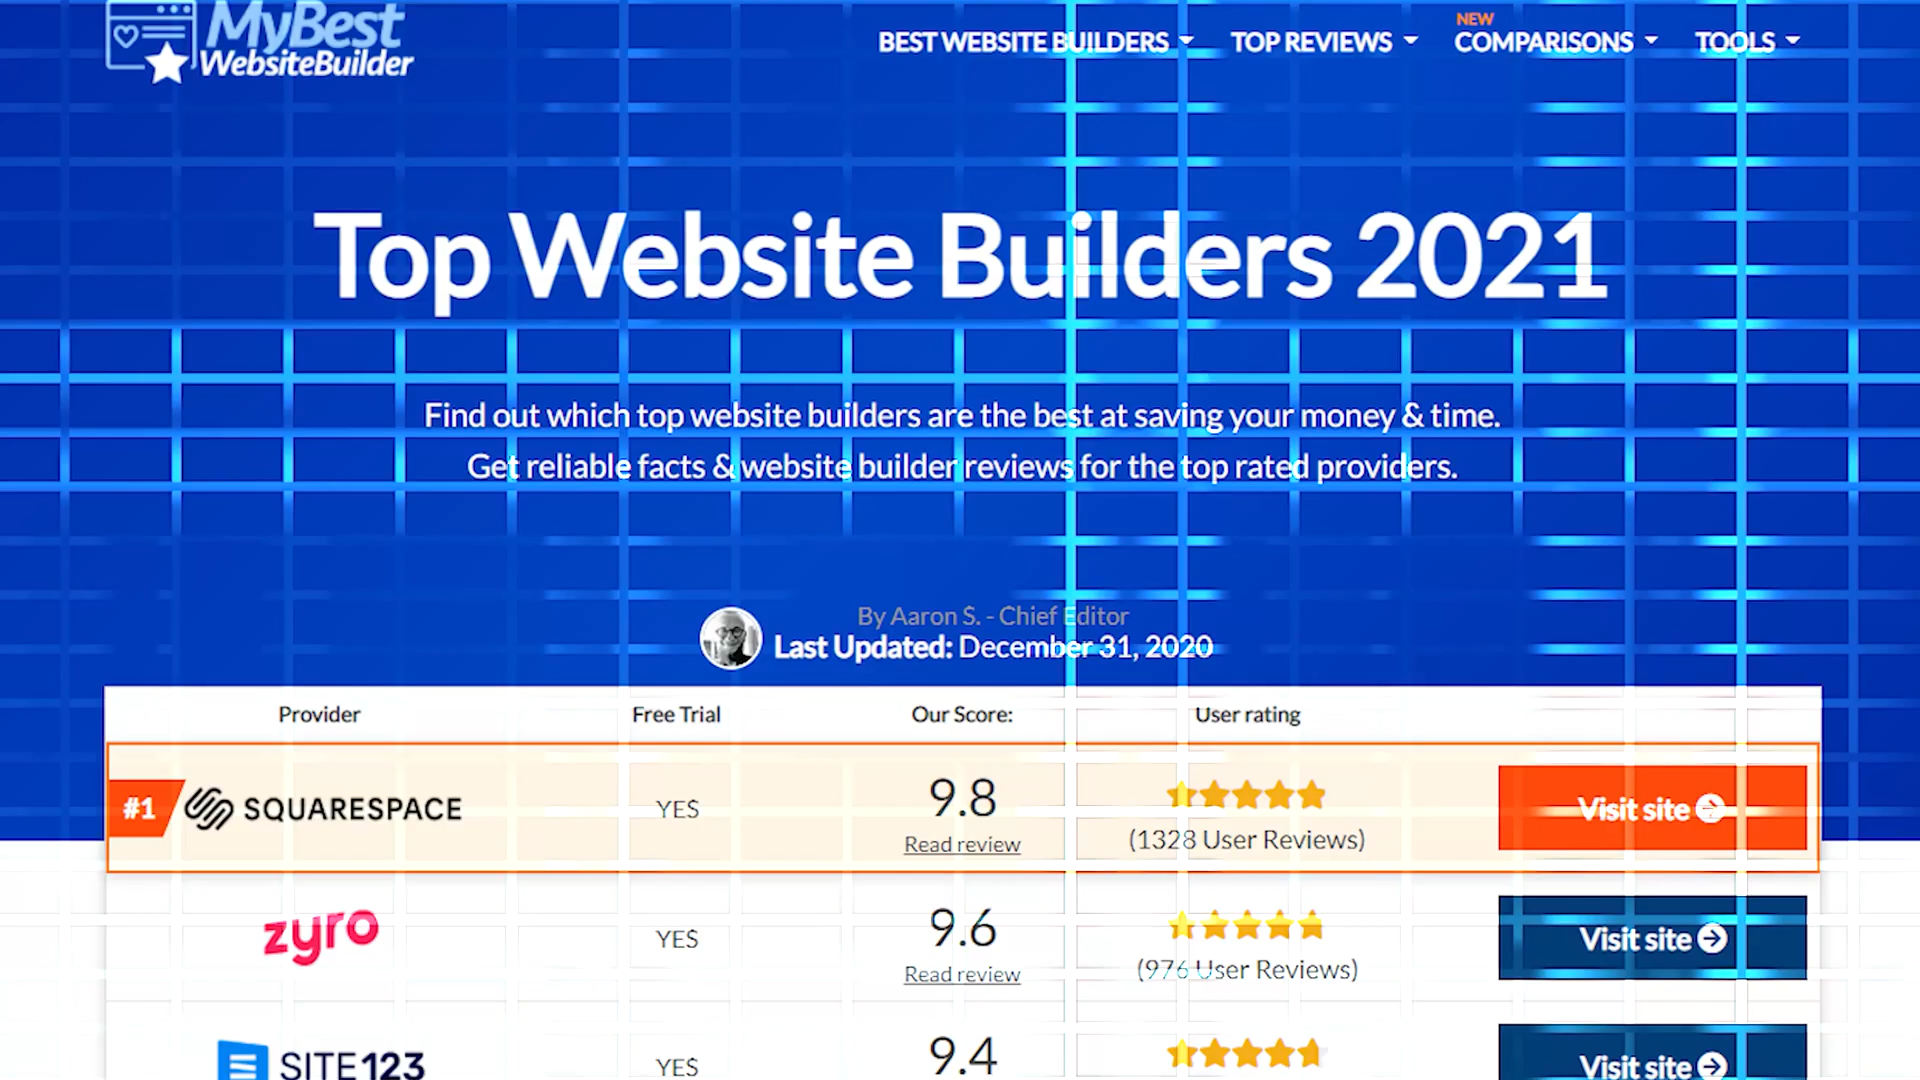 MyBest
WebsiteBuilder
BEST WEBSITE BUILDERS
TOP REVIEWS
NEW
COMPARISONS
TOOLS
Top Website Builders 2021
Find out which top website builders are the best at saving your money & time.
Get reliable facts & website builder reviews for the top rated providers.
By Aaron S. - Chief Editor
Last Updated: December 31, 2020
Provider
Free Trial
Our Score:
User rating
#1
SQUARESPACE
YES
9.8
Read review
(1328 User Reviews)
Visit site
zyro
YES
9.6
Read review
(976 User Reviews)
Visit site
SITE123
YES
9.4
Visit site